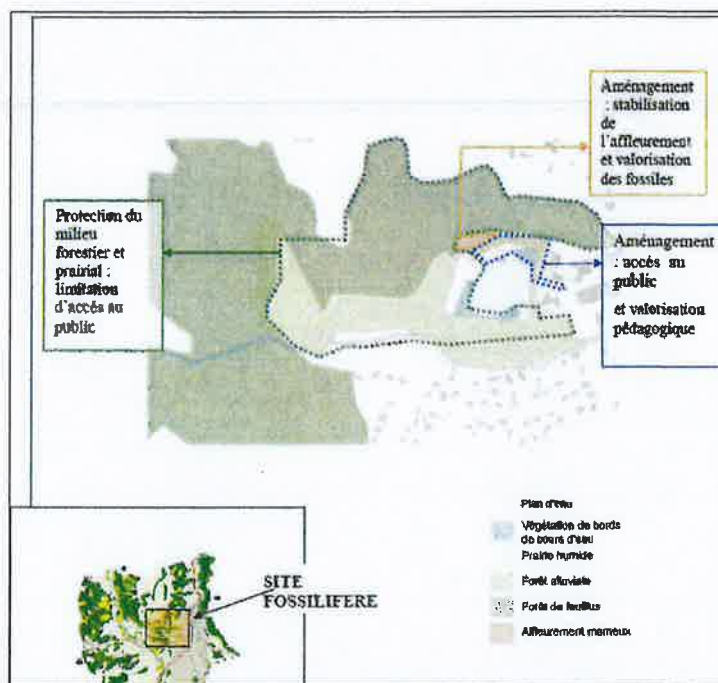 Aménagement
: stabilisation
de
l'affleurement
et valorisation
des fossiles
Protection du
milieu
forestier et
prairial :
limitation
d'accés au
public
Aménagement
: accés au
public
et valorisation
pédagogique
Plan d'eau
Végétation de bords
de cours d'eau
Prairie humide
Forêt alluviale
Forêt de feuillus
Affleurement marneux
SITE
FOSSILIFERE